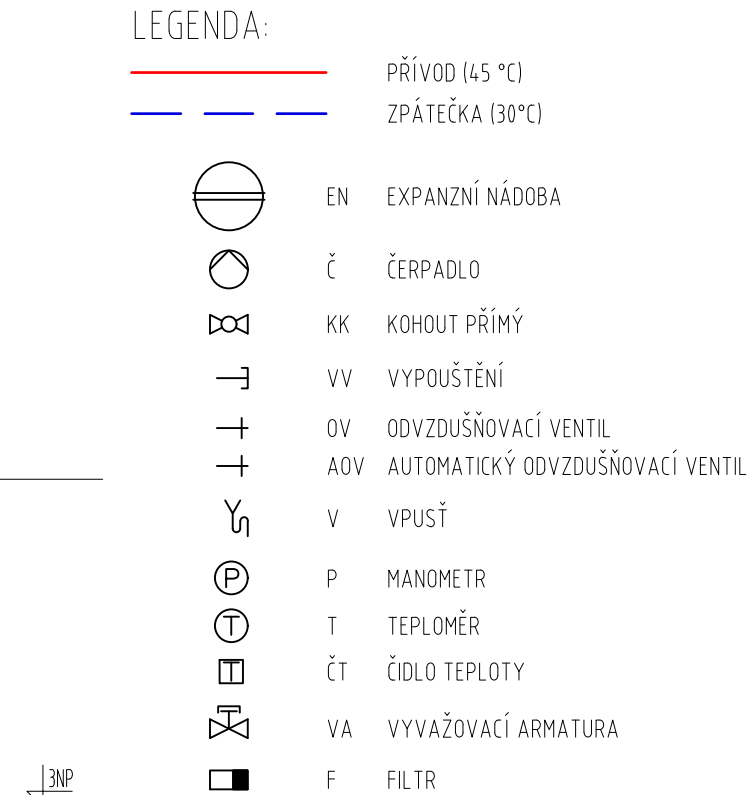 LEGENDA:
PŘÍVOD (45 °C)
ZPÁTEČKA (30°C)
EN EXPANZNÍ NÁDOBA
Č ČERPADLO
KK KOHOUT PŘÍMÝ
VV VYPOUŠTĚNÍ
OV ODVZDUŠŇOVACÍ VENTIL
AOV AUTOMATICKÝ ODVZDUŠŇOVACÍ VENTIL
V VPUSŤ
P P MANOMETR
T T TEPLOMĚR
T ČT ČIDLO TEPLOTY
VA VYVAŽOVACÍ ARMATURA
3NP
F FILTR